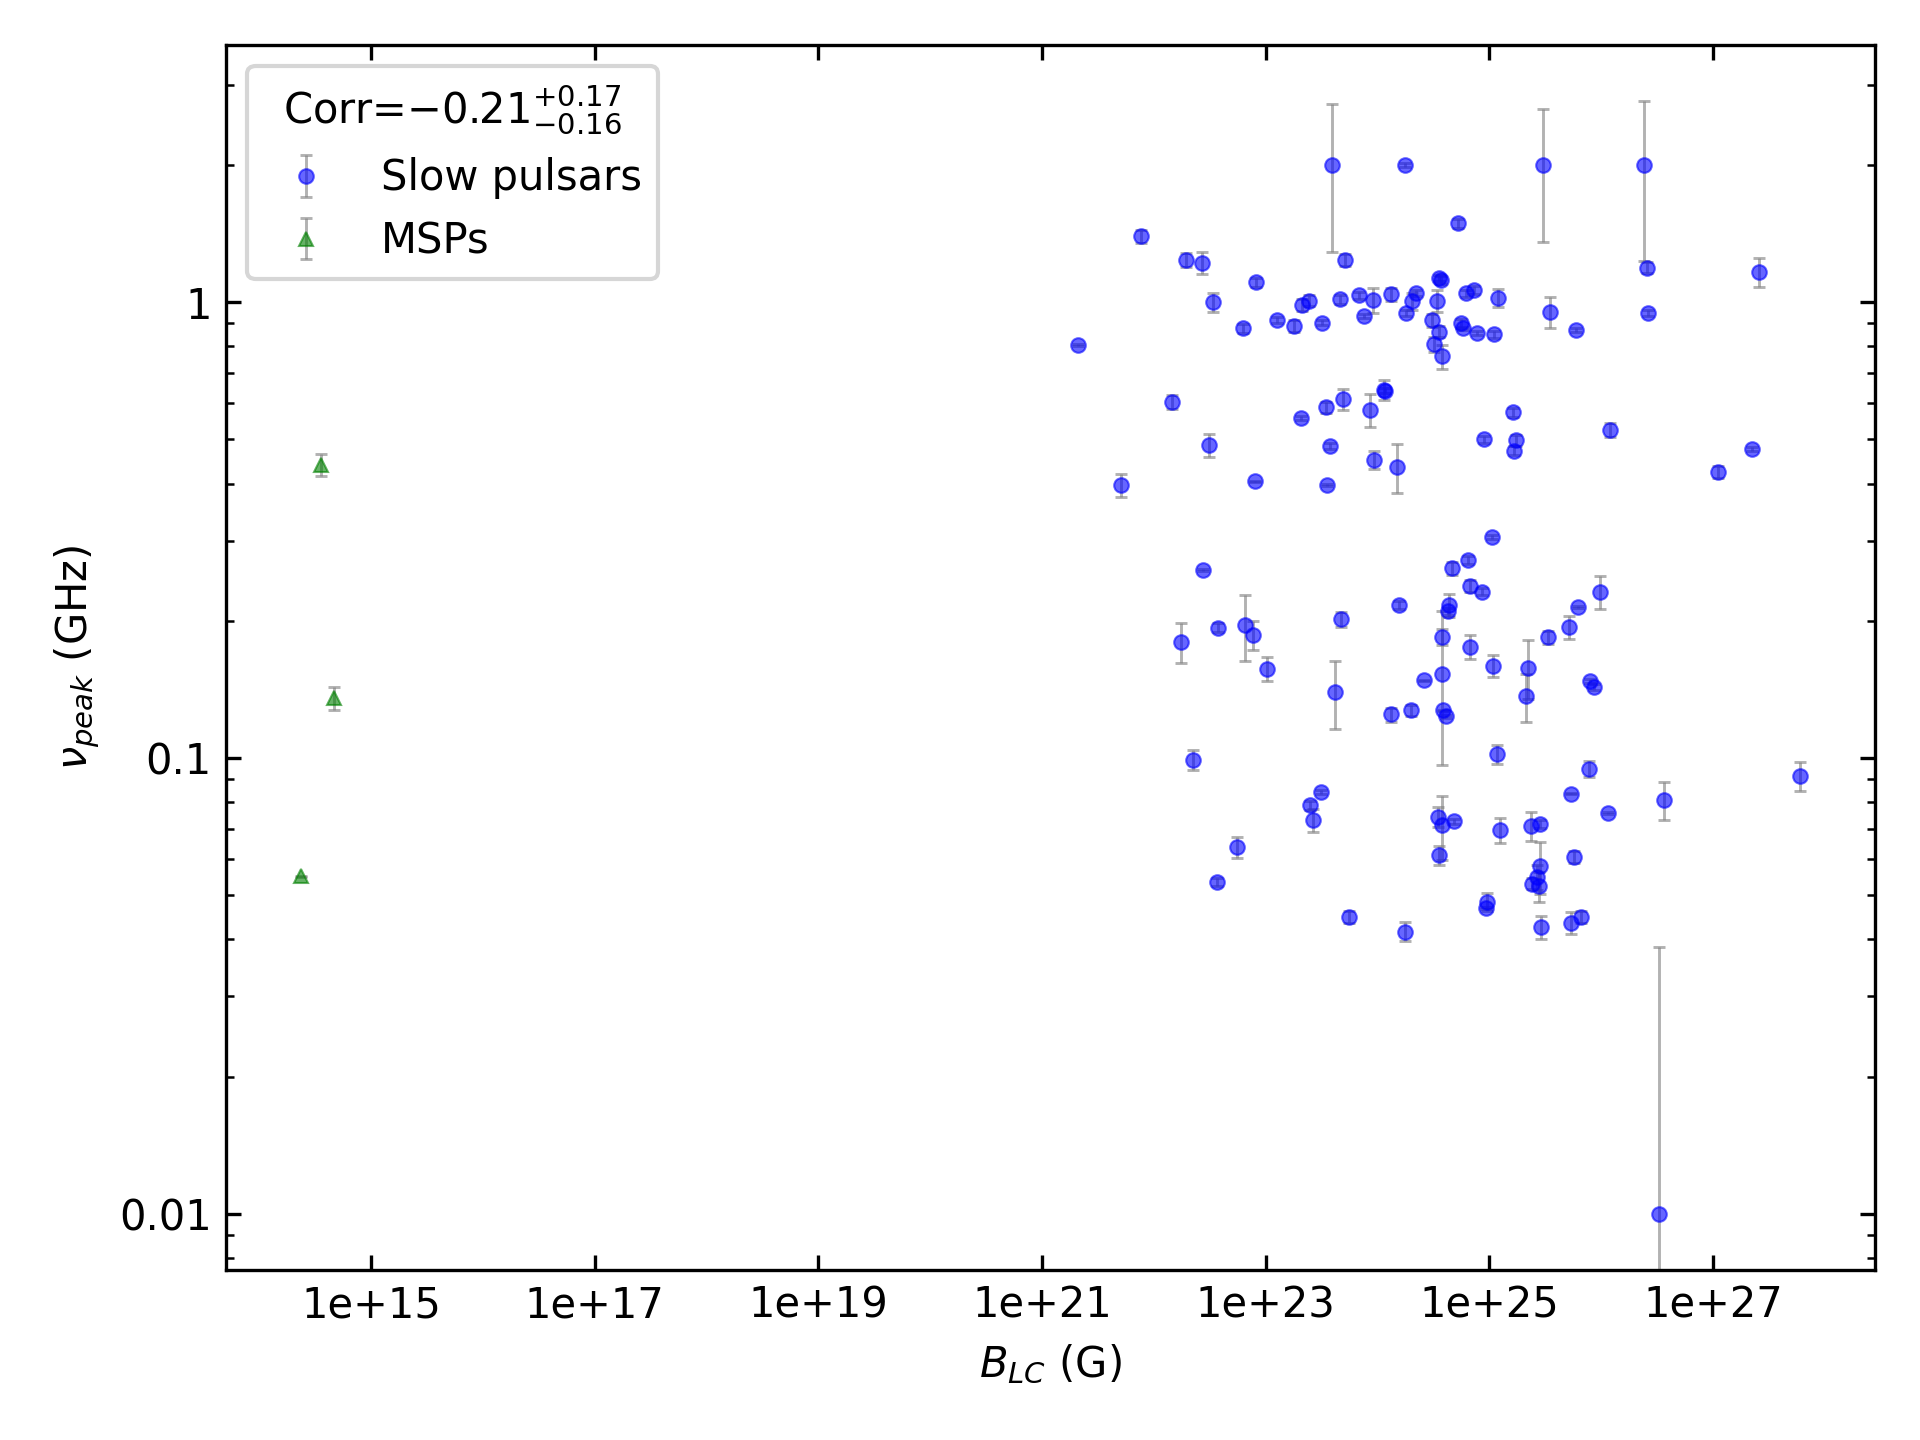 Corr=−0.21+0.17−0.16
Slow pulsars
MSPs
1
0.1
0.01
νpeak (GHz)
1e+15 1e+17 1e+19 1e+21 1e+23 1e+25 1e+27
BLC (G)